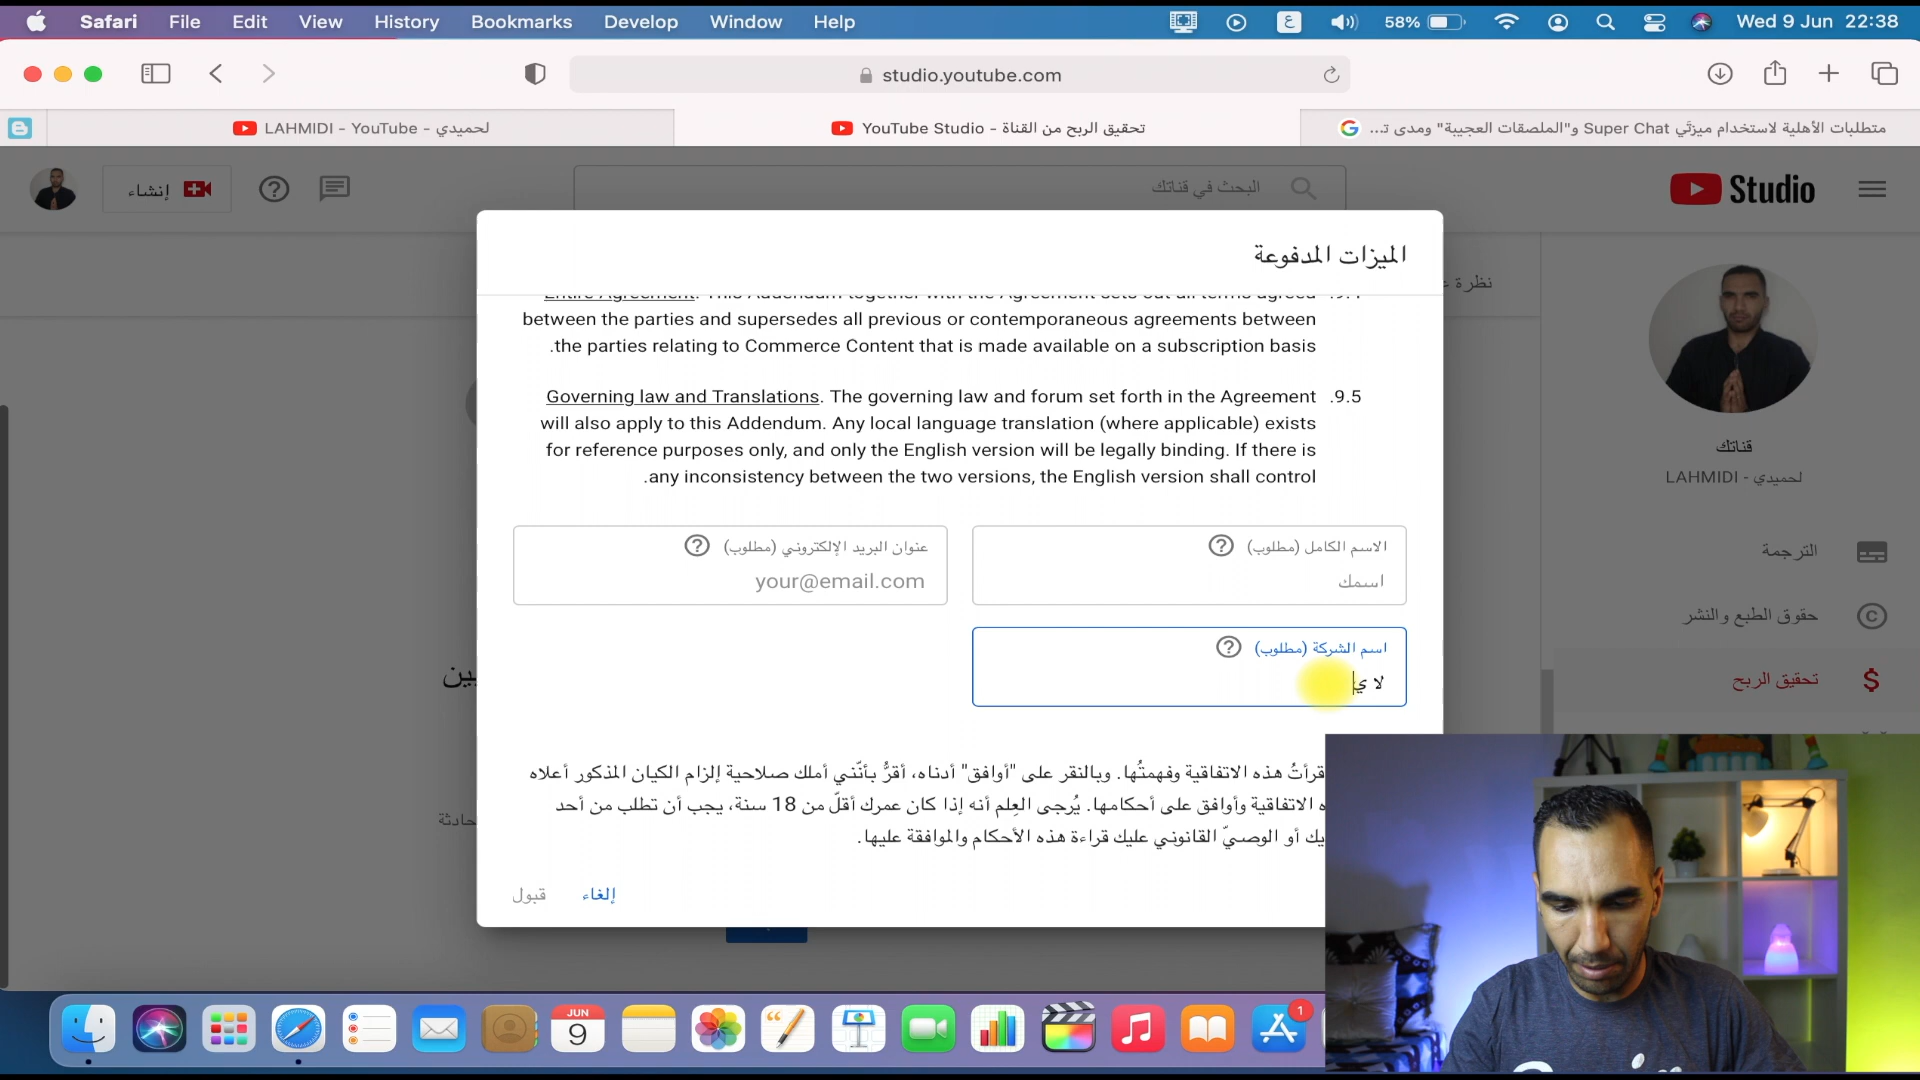 Safari File Edit View History Bookmarks Develop Window Help ع 58% Wed 9 Jun 22:38
studio.youtube.com
LAHMIDI - YouTube - لحميدي
YouTube Studio - تحقيق الربح من القناة
متطلبات الأهلية لاستخدام ميزتَي Super Chat و"الملصقات العجيبة" ومدى تـ...
Studio
البحث في قناتك
إنشاء
الميزات المدفوعة
نظرة
قناتك
LAHMIDI - لحميدي
الترجمة
حقوق الطبع والنشر
تحقيق الربح
between the parties and supersedes all previous or contemporaneous agreements between
.the parties relating to Commerce Content that is made available on a subscription basis
Governing law and Translations. The governing law and forum set forth in the Agreement .9.5
will also apply to this Addendum. Any local language translation (where applicable) exists
for reference purposes only, and only the English version will be legally binding. If there is
.any inconsistency between the two versions, the English version shall control
الاسم الكامل (مطلوب)
اسمك
عنوان البريد الإلكتروني (مطلوب)
your@email.com
اسم الشركة (مطلوب)
لا ي
قرأتُ هذه الاتفاقية وفهمتُها. وبالنقر على "أوافق" أدناه، أقرُّ بأنّني أملك صلاحية إلزام الكيان المذكور أعلاه
ه الاتفاقية وأوافق على أحكامها. يُرجى العِلم أنه إذا كان عمرك أقلّ من 18 سنة، يجب أن تطلب من أحد
يك أو الوصيّ القانوني عليك قراءة هذه الأحكام والموافقة عليها.
إلغاء
قبول
JUN
9
1